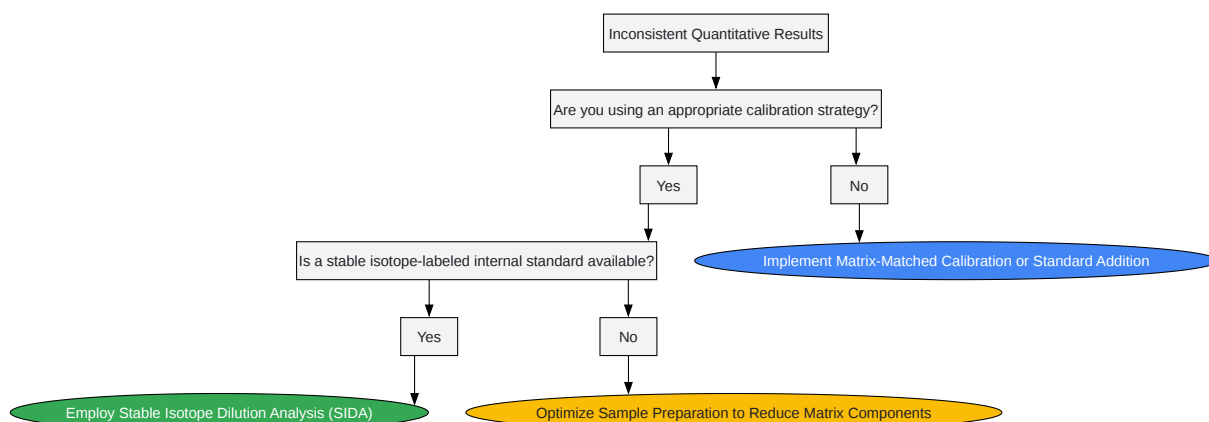 Inconsistent Quantitative Results
Are you using an appropriate calibration strategy?
Yes
No
Is a stable isotope-labeled internal standard available?
Implement Matrix-Matched Calibration or Standard Addition
Yes
No
Employ Stable Isotope Dilution Analysis (SIDA)
Optimize Sample Preparation to Reduce Matrix Components